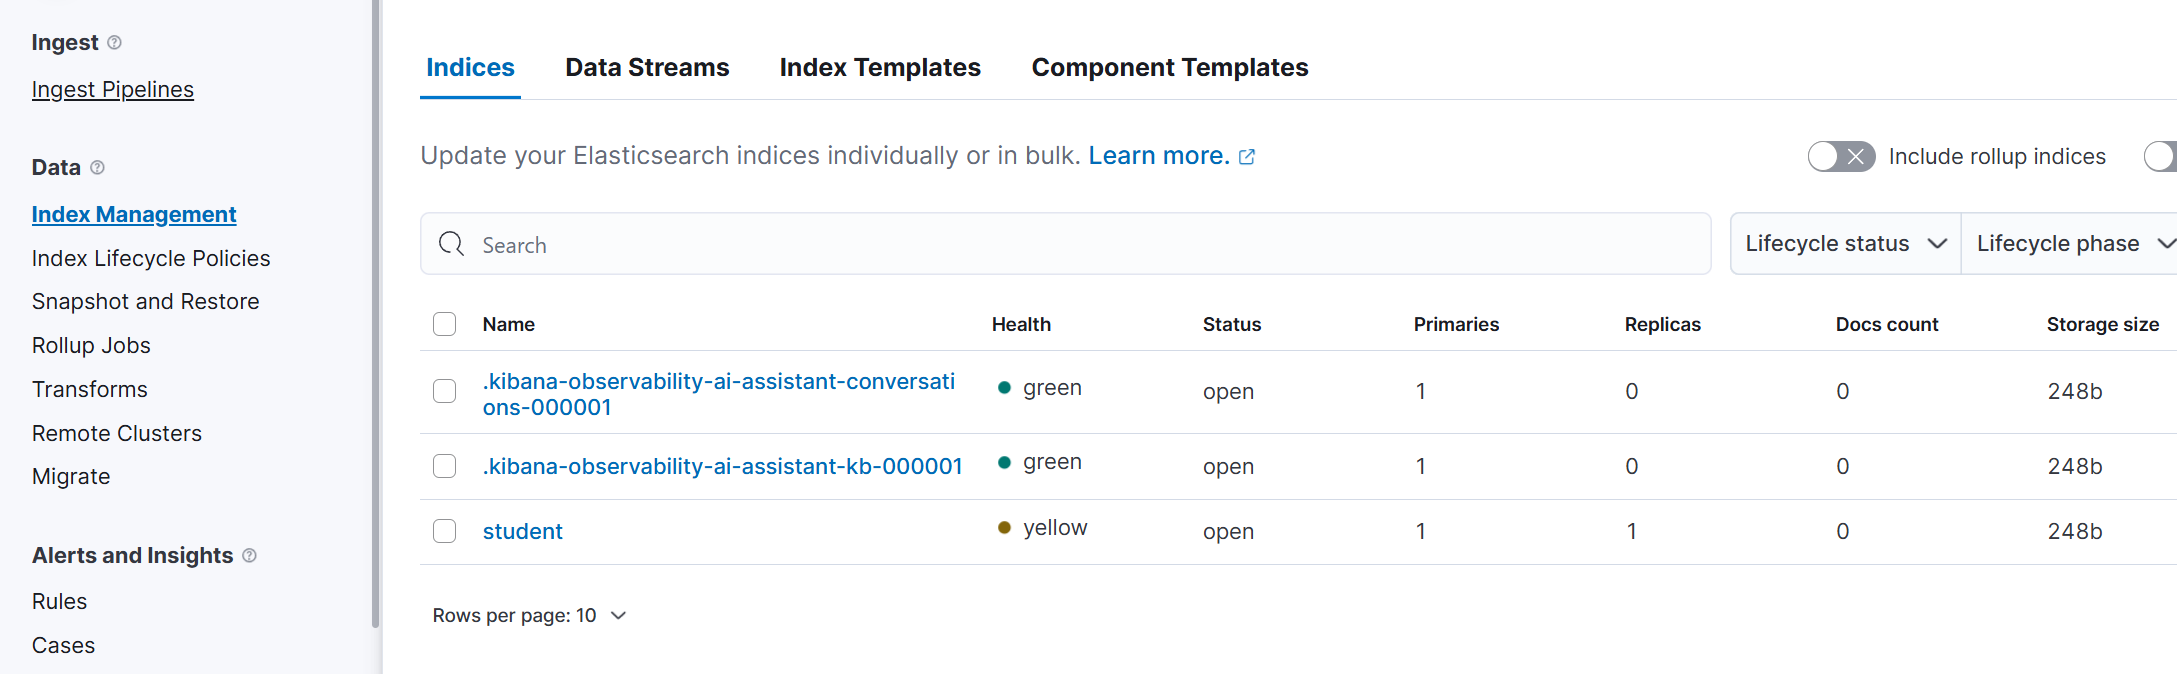 Ingest
Ingest Pipelines
Data
Index Management
Index Lifecycle Policies
Snapshot and Restore
Rollup Jobs
Transforms
Remote Clusters
Migrate
Alerts and Insights
Rules
Cases
Indices Data Streams Index Templates Component Templates
Update your Elasticsearch indices individually or in bulk. Learn more.
Include rollup indices
Search
Lifecycle status Lifecycle phase
Name Health Status Primaries Replicas Docs count Storage size
.kibana-observability-ai-assistant-conversati
ons-000001 green open 1 0 0 248b
.kibana-observability-ai-assistant-kb-000001 green open 1 0 0 248b
student yellow open 1 1 0 248b
Rows per page: 10